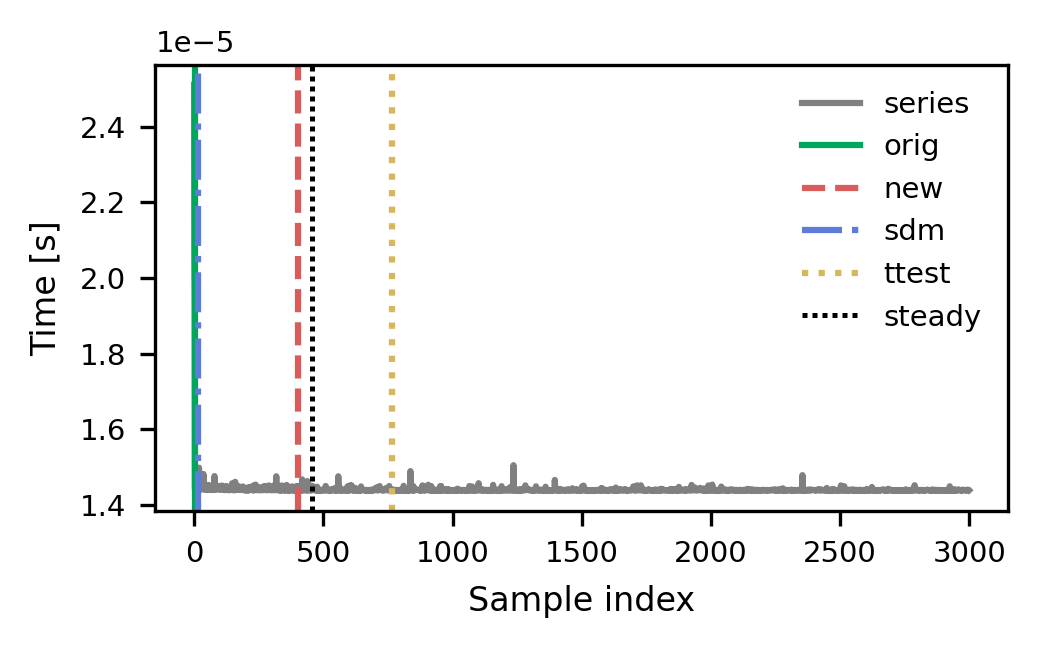 1e−5
2.4
2.2
2.0
1.8
1.6
1.4
Time [s]
0
500
1000
1500
2000
2500
3000
Sample index
series
orig
new
sdm
ttest
steady